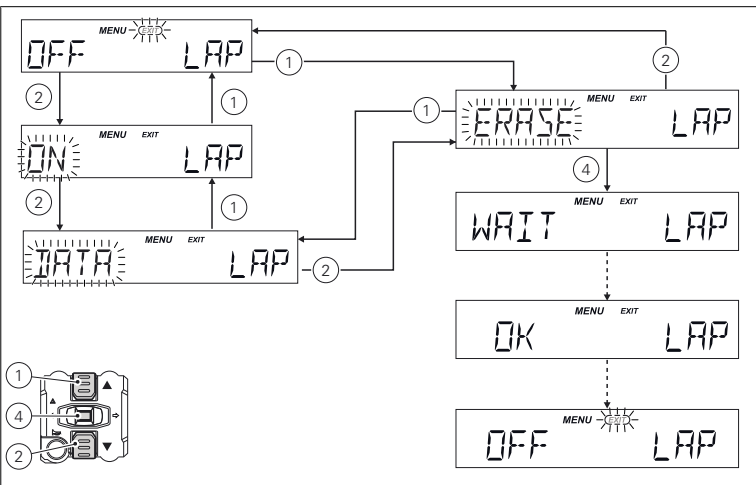 MENU EXIT
OFF LAP
1
2
2
1
MENU EXIT
ON LAP
1
MENU EXIT
ERASE LAP
4
2
1
MENU EXIT
DATA LAP
2
MENU EXIT
WAIT LAP
MENU EXIT
OK LAP
MENU EXIT
OFF LAP
1
4
2